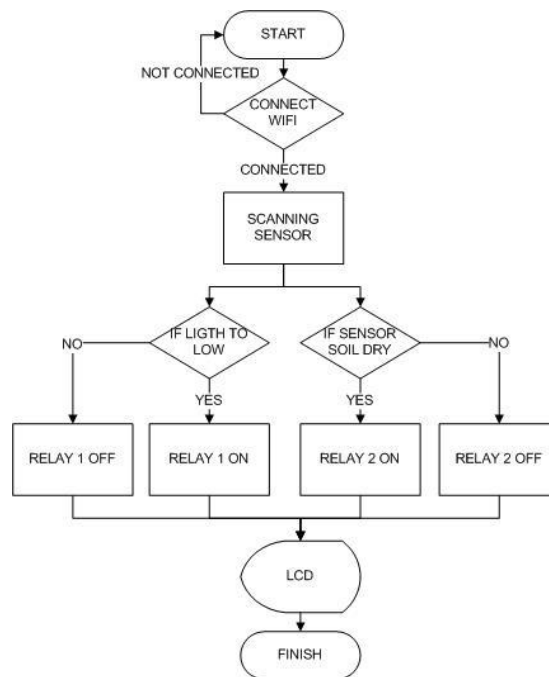 START
NOT CONNECTED
CONNECT
WIFI
CONNECTED
SCANNING
SENSOR
IF LIGTH TO
LOW
IF SENSOR
SOIL DRY
NO
NO
YES
YES
RELAY 1 OFF
RELAY 1 ON
RELAY 2 ON
RELAY 2 OFF
LCD
FINISH